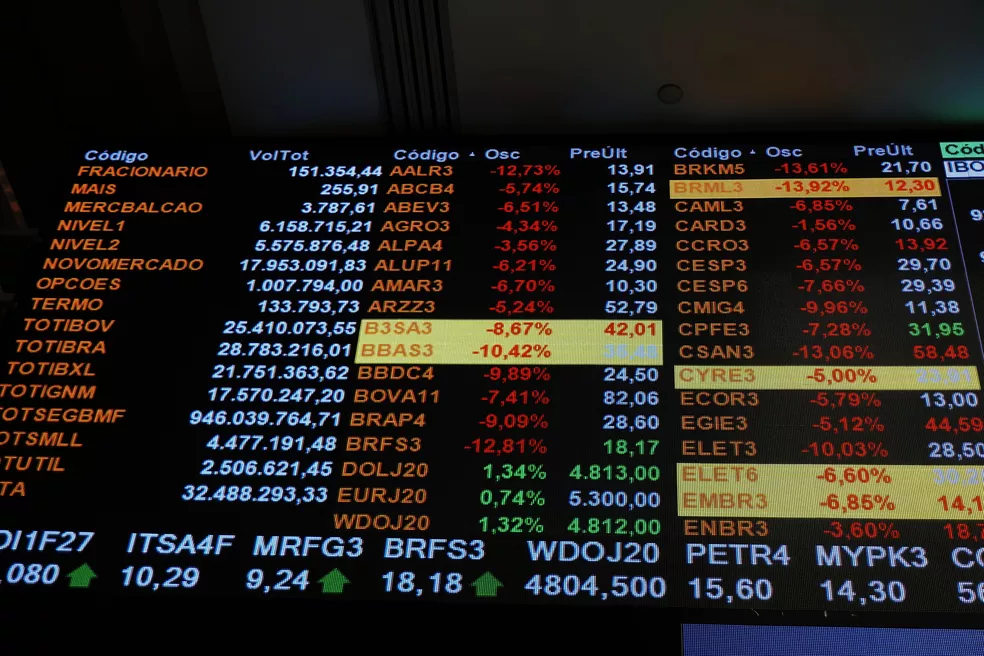 Código VolTot
FRACIONARIO 151.354,44
MAIS 255,91
MERCBALCAO 3.787,61
NIVEL1 6.158.715,21
NIVEL2 5.575.876,48
NOVOMERCADO 17.953.091,83
OPCOES 1.007.794,00
TERMO 133.793,73
TOTIBOV 25.410.073,55
TOTIBRA 28.783.216,01
TOTIBXL 21.751.363,62
TOTIGNM 17.570.247,20
OTSEGBMF 946.039.764,71
OTSMLL 4.477.191,48
OTUTIL 2.506.621,45
TA 32.488.293,33
Código Osc PreÚlt
AALR3 -12,73% 13,91
ABCB4 -5,74% 15,74
ABEV3 -6,51% 13,48
AGRO3 -4,34% 17,19
ALPA4 -3,56% 27,89
ALUP11 -6,21% 24,90
AMAR3 -6,70% 10,30
ARZZ3 -5,24% 52,79
B3SA3 -8,67% 42,01
BBAS3 -10,42%
BBDC4 -9,89% 24,50
BOVA11 -7,41% 82,06
BRAP4 -9,09% 28,60
BRFS3 -12,81% 18,17
DOLJ20 1,34% 4.813,00
EURJ20 0,74% 5.300,00
WDOJ20 1,32% 4.812,00
Código Osc PreÚlt
BRKM5 -13,61% 21,70
BRML3 -13,92% 12,30
CAML3 -6,85% 7,61
CARD3 -1,56% 10,66
CCRO3 -6,57% 13,92
CESP3 -6,57% 29,70
CESP6 -7,66% 29,39
CMIG4 -9,96% 11,38
CPFE3 -7,28% 31,95
CSAN3 -13,06% 58,48
CYRE3 -5,00%
ECOR3 -5,79% 13,00
EGIE3 -5,12% 44,59
ELET3 -10,03% 28,50
ELET6 -6,60%
EMBR3 -6,85% 14,1
ENBR3 -3,60% 18,7
Cód
IBO
DI1F27 ITSA4F MRFG3 BRFS3 WDOJ20 PETR4 MYPK3 CO
,080 10,29 9,24 18,18 4804,500 15,60 14,30 56